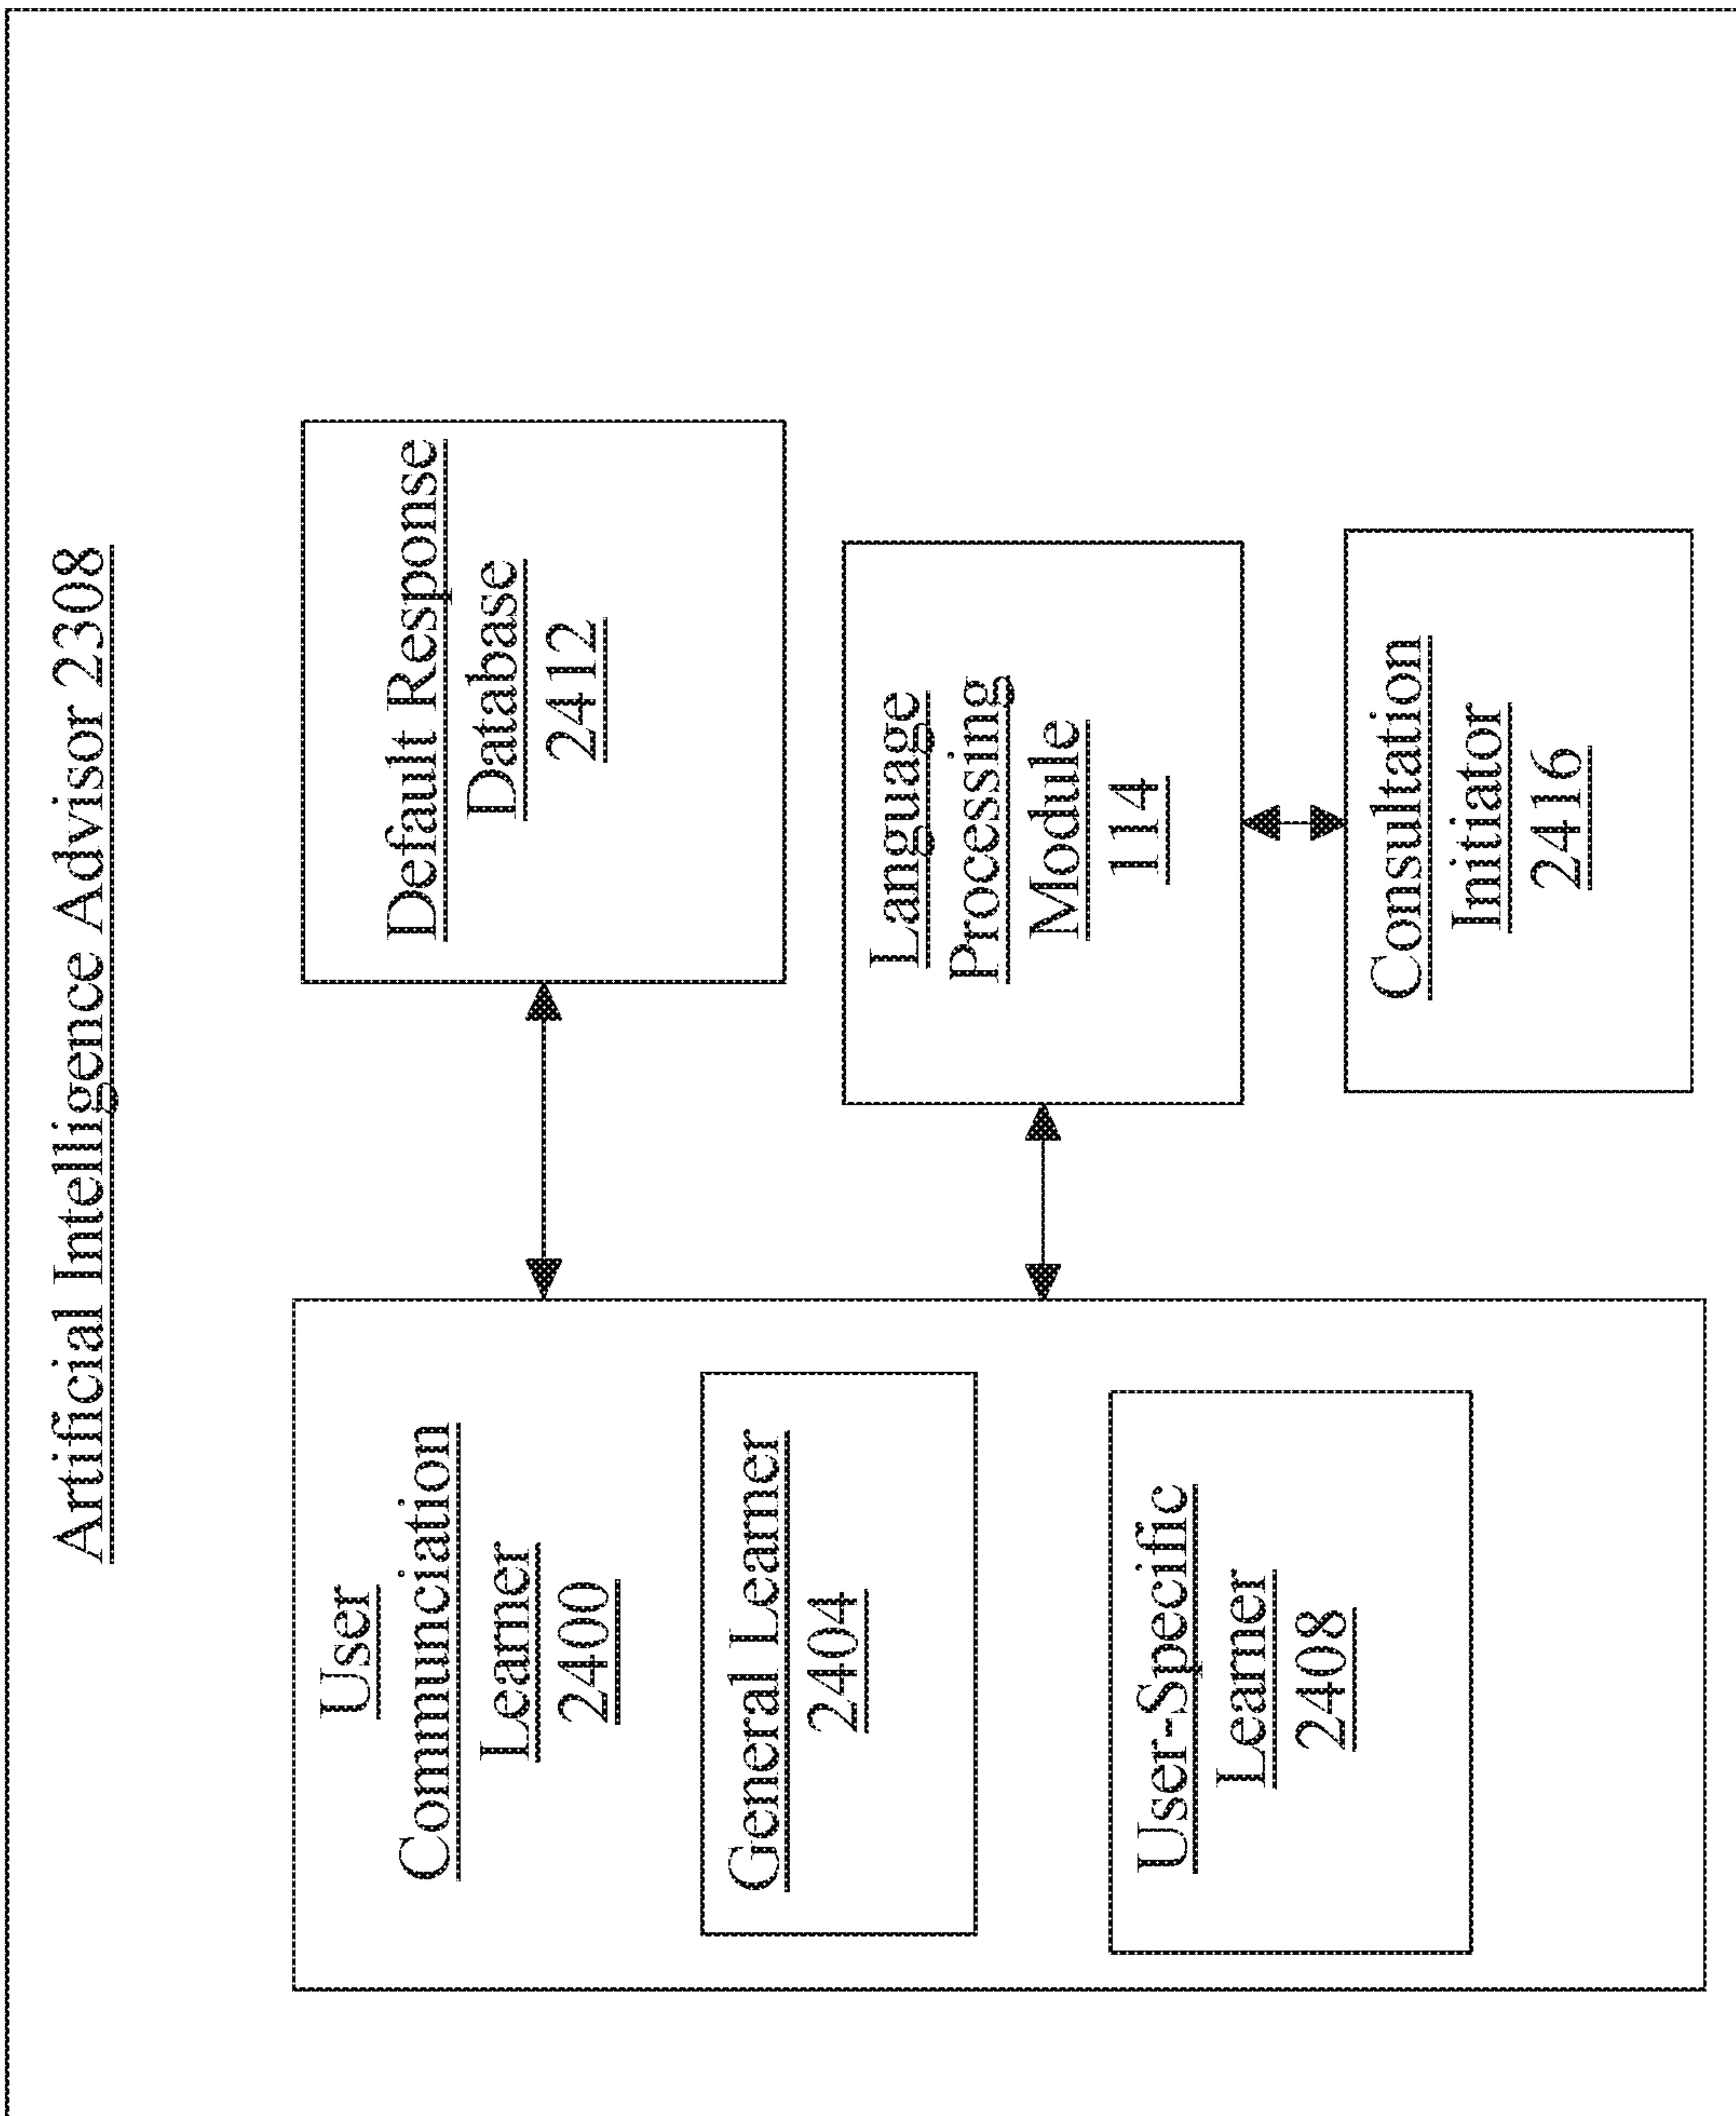 Artificial Intelligence Advisor 2308
User
Communciation
Learner
2400
General Learner
2404
User-Specific
Learner
2408
Default Response
Database
2412
Language
Processing
Module
114
Consultation
Initiator
2416